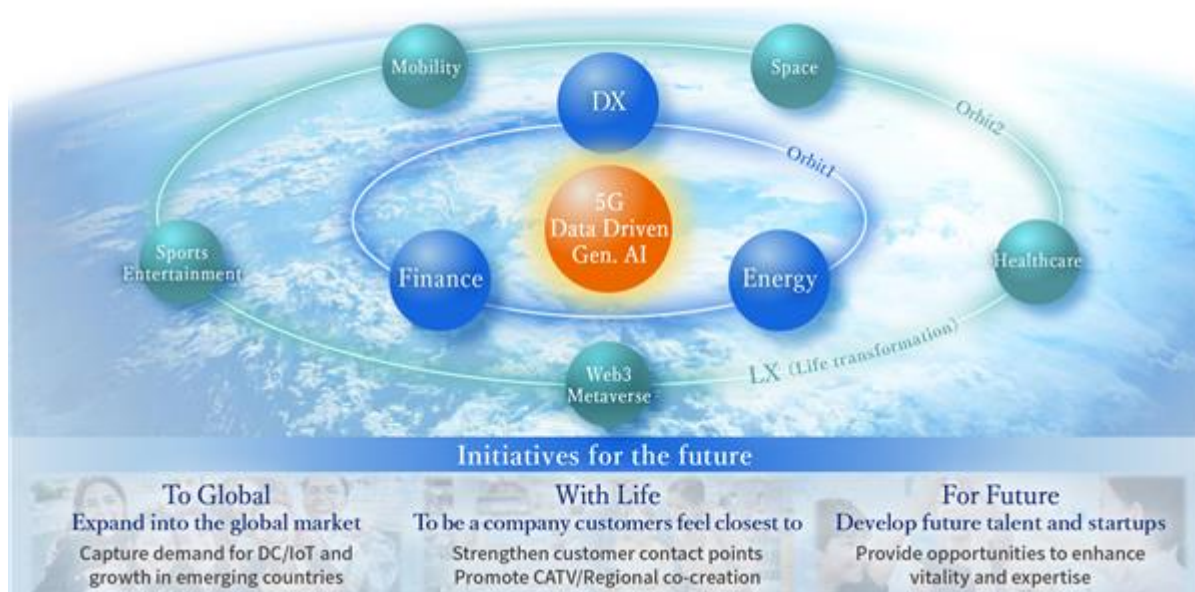 Mobility
Space
DX
Orbit2
Orbit1
5G
Data Driven
Gen. AI
Sports
Entertainment
Finance
Energy
Healthcare
LX (Life transformation)
Web3
Metaverse
Initiatives for the future
To Global
Expand into the global market
Capture demand for DC/IoT and
growth in emerging countries
With Life
To be a company customers feel closest to
Strengthen customer contact points
Promote CATV/Regional co-creation
For Future
Develop future talent and startups
Provide opportunities to enhance
vitality and expertise